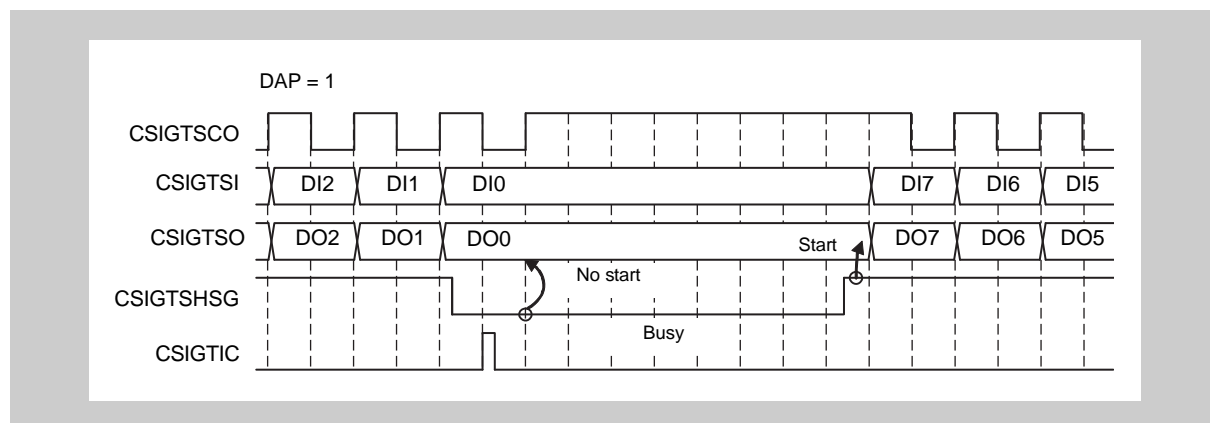 DAP = 1
CSIGTSCO
CSIGTSI DI2 DI1 DI0 DI7 DI6 DI5
CSIGTSO DO2 DO1 DO0 Start DO7 DO6 DO5
No start
CSIGTSHSG
Busy
CSIGTIC